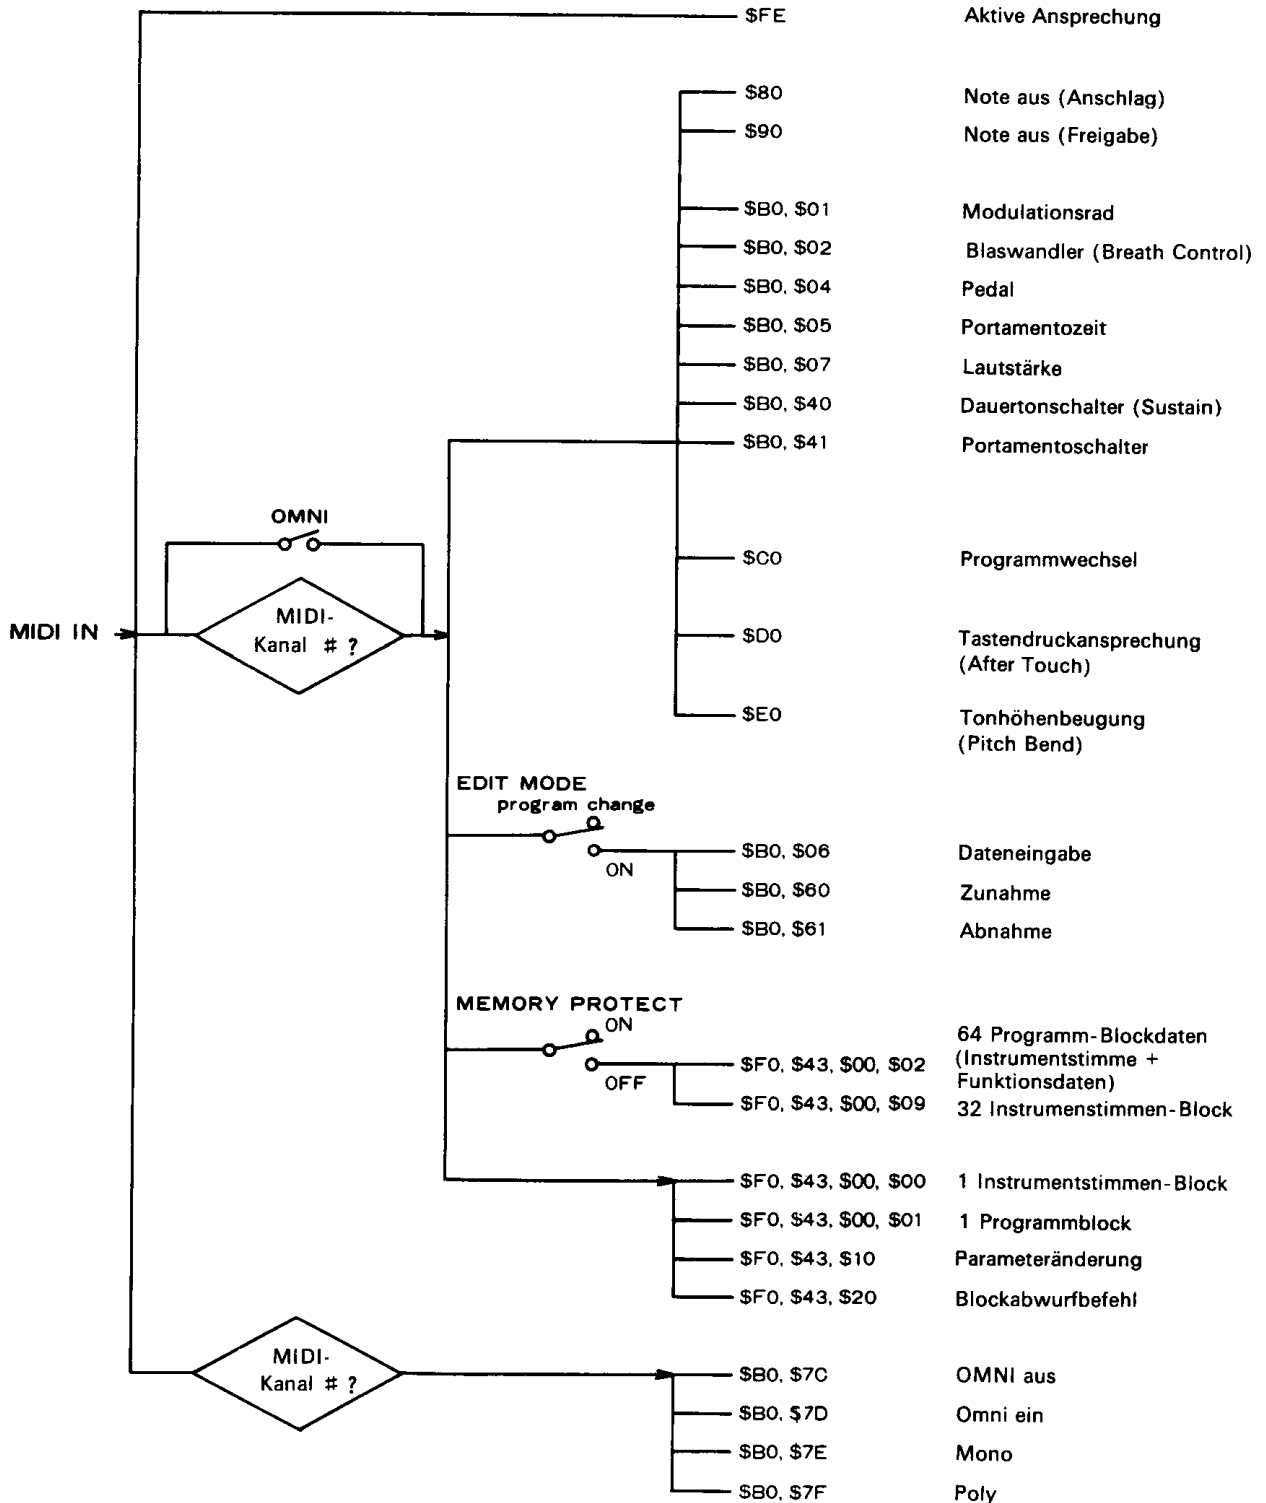 $FE Aktive Ansprechung
$80 Note aus (Anschlag)
$90 Note aus (Freigabe)
$B0, $01 Modulationsrad
$B0, $02 Blaswandler (Breath Control)
$B0, $04 Pedal
$B0, $05 Portamentozeit
$B0, $07 Lautstärke
$B0, $40 Dauertonschalter (Sustain)
$B0, $41 Portamentoschalter
OMNI
$C0 Programmwechsel
MIDI IN
MIDI-
Kanal # ?
$D0 Tastendruckansprechung
(After Touch)
$E0 Tonhöhenbeugung
(Pitch Bend)
EDIT MODE
program change
ON
$B0, $06 Dateneingabe
$B0, $60 Zunahme
$B0, $61 Abnahme
MEMORY PROTECT
ON
OFF
64 Programm-Blockdaten
$F0, $43, $00, $02 (Instrumentstimme +
Funktionsdaten)
$F0, $43, $00, $09 32 Instrumenstimmen-Block
$F0, $43, $00, $00 1 Instrumentstimmen-Block
$F0, $43, $00, $01 1 Programmblock
$F0, $43, $10 Parameteränderung
$F0, $43, $20 Blockabwurfbefehl
MIDI-
Kanal # ?
$B0, $7C OMNI aus
$B0, $7D Omni ein
$B0, $7E Mono
$B0, $7F Poly